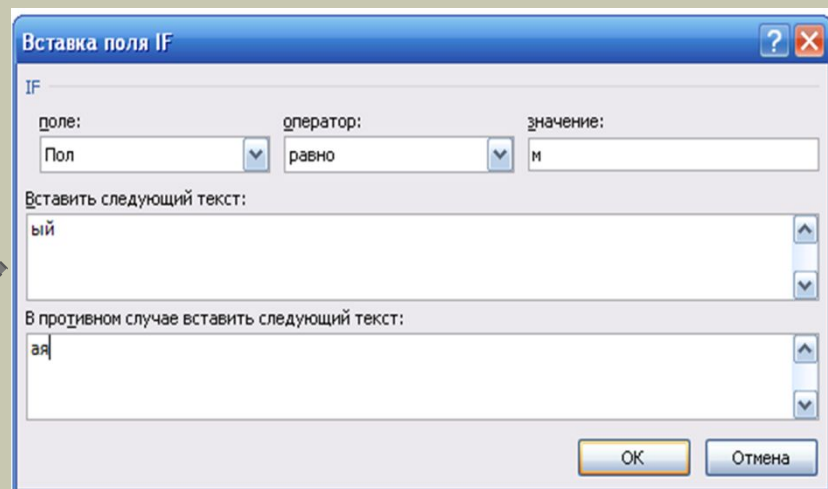 Вставка поля IF
IF
поле: оператор: значение:
Пол равно м
Вставить следующий текст:
ый
В противном случае вставить следующий текст:
ая
ОК Отмена